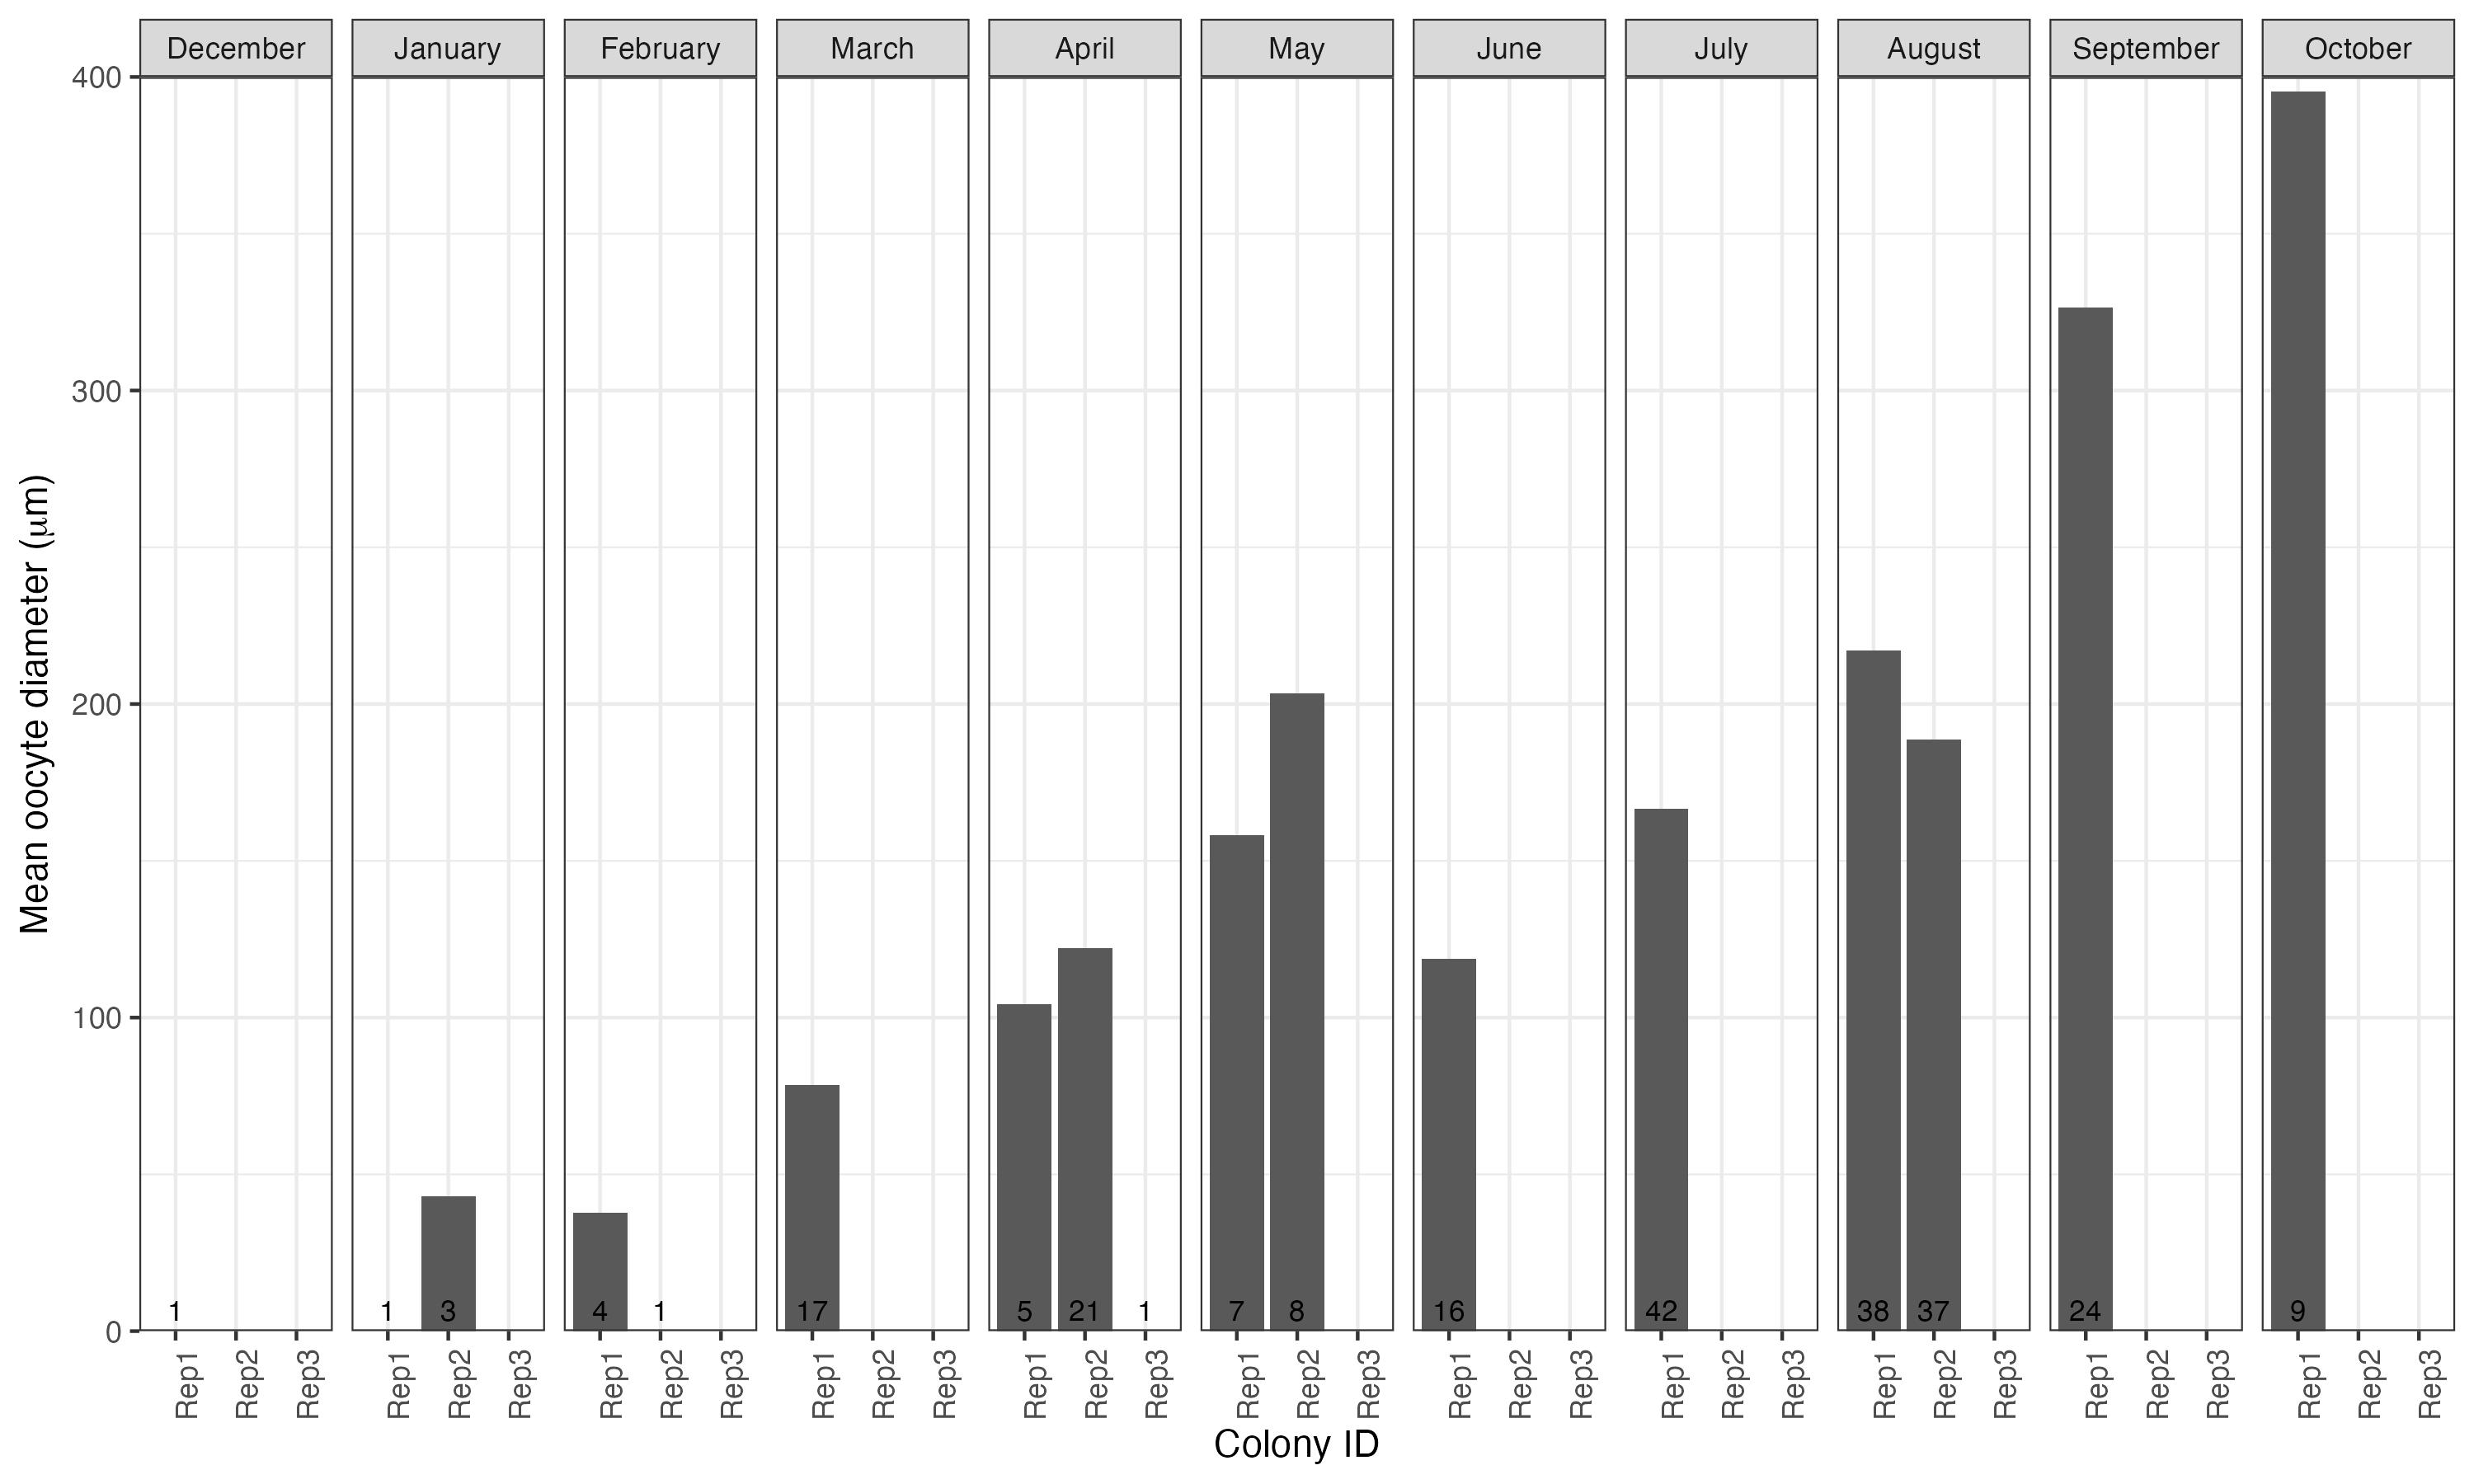 December January February March April May June July August September October
400
300
200
100
0
Mean oocyte diameter (μm)
1 1 3 4 1 17 5 21 1 7 8 16 42 38 37 24 9
Rep1 Rep2 Rep3 Rep1 Rep2 Rep3 Rep1 Rep2 Rep3 Rep1 Rep2 Rep3 Rep1 Rep2 Rep3 Rep1 Rep2 Rep3 Rep1 Rep2 Rep3 Rep1 Rep2 Rep3 Rep1 Rep2 Rep3 Rep1 Rep2 Rep3 Rep1 Rep2 Rep3
Colony ID